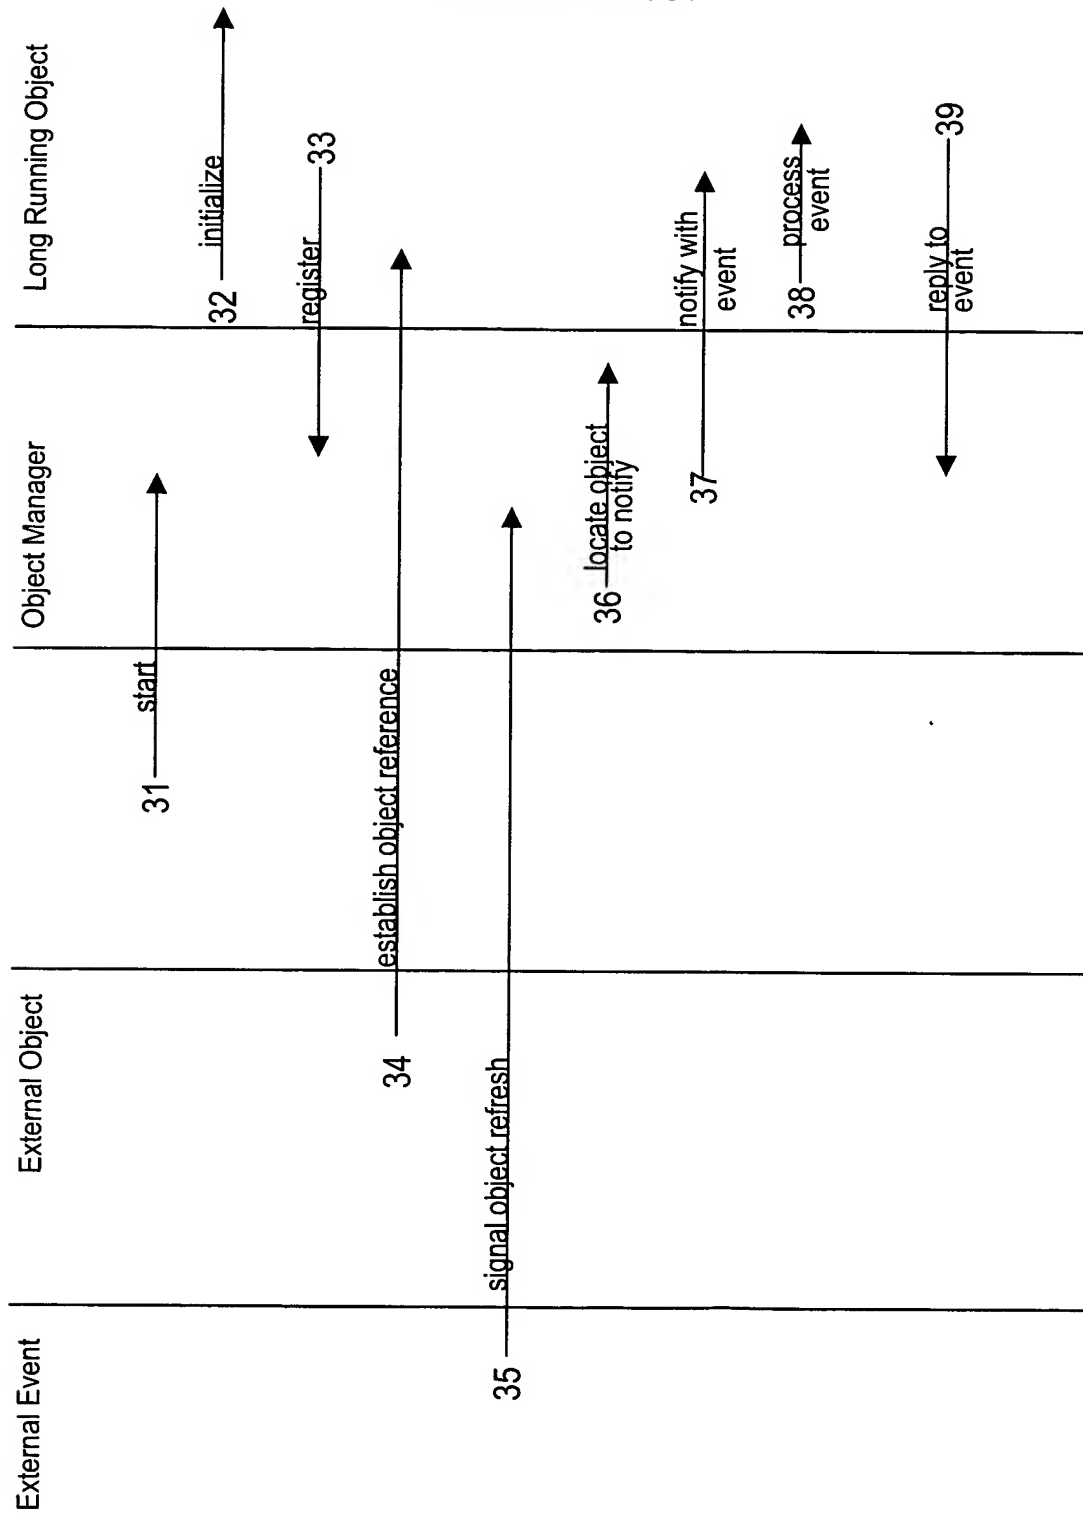 External Event
External Object
Object Manager
Long Running Object
31
start
32
initialize
register
33
34
establish object reference
35
signal object refresh
36
locate object
to notify
37
notify with
event
38
process
event
reply to
event
39